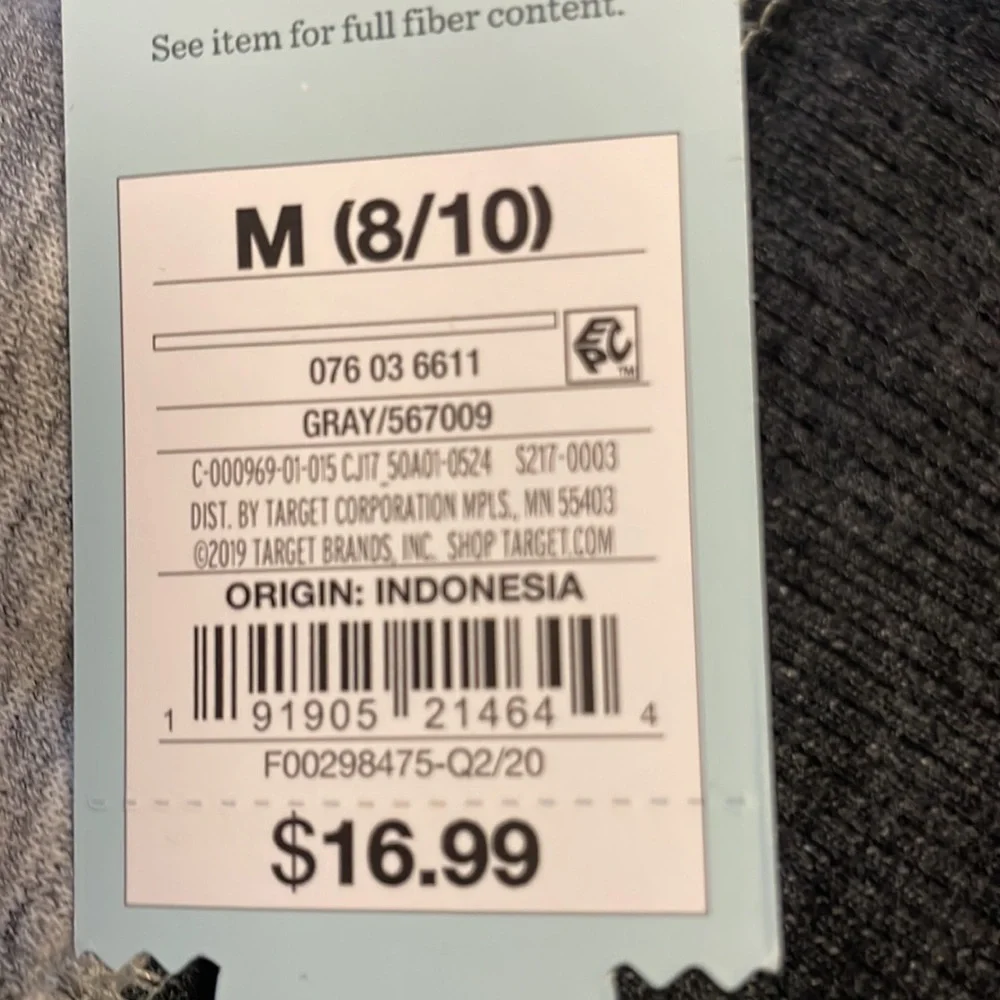 See item for full fiber content.
M (8/10)
EPC
TM
076 03 6611
GRAY/567009
C-000969-01-015 CJ17_50A01-0524 S217-0003
DIST. BY TARGET CORPORATION MPLS., MN 55403
©2019 TARGET BRANDS, INC. SHOP TARGET.COM
ORIGIN: INDONESIA
1 91905 21464 4
F00298475-Q2/20
$16.99